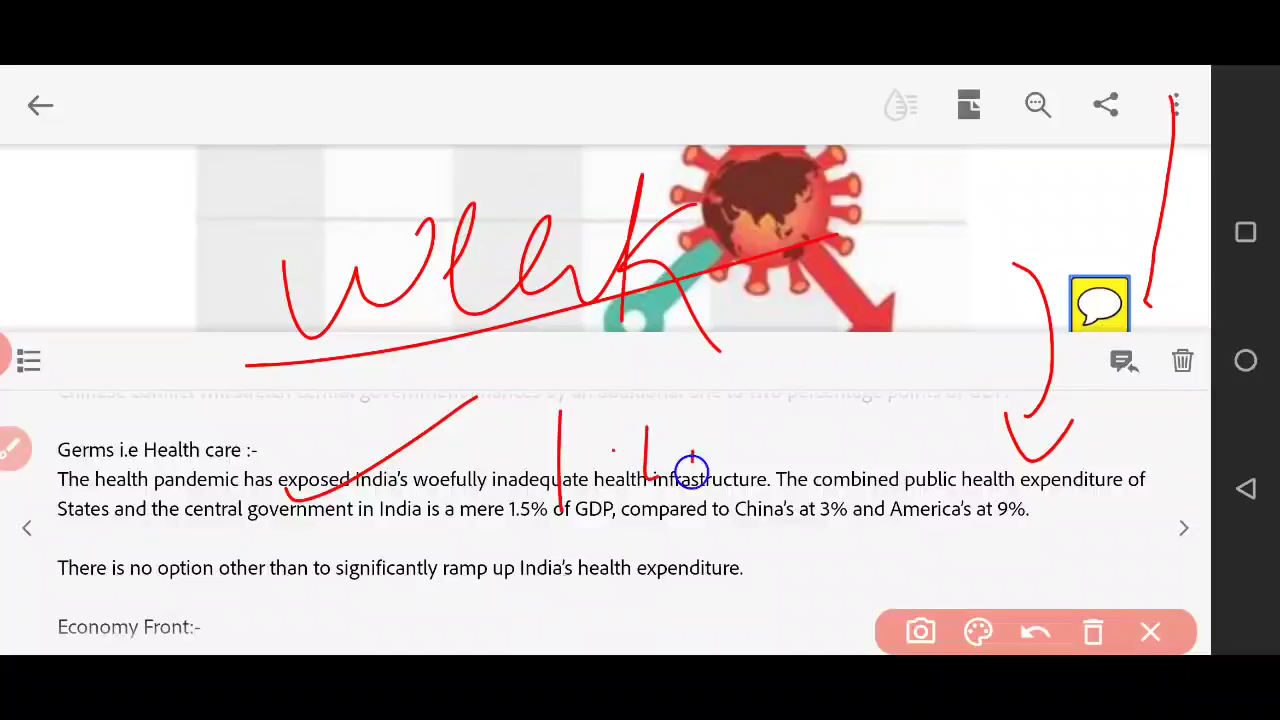 week
Germs i.e Health care :-
The health pandemic has exposed India's woefully inadequate health infrastructure. The combined public health expenditure of
States and the central government in India is a mere 1.5% of GDP, compared to China's at 3% and America's at 9%.
There is no option other than to significantly ramp up India's health expenditure.
Economy Front:-